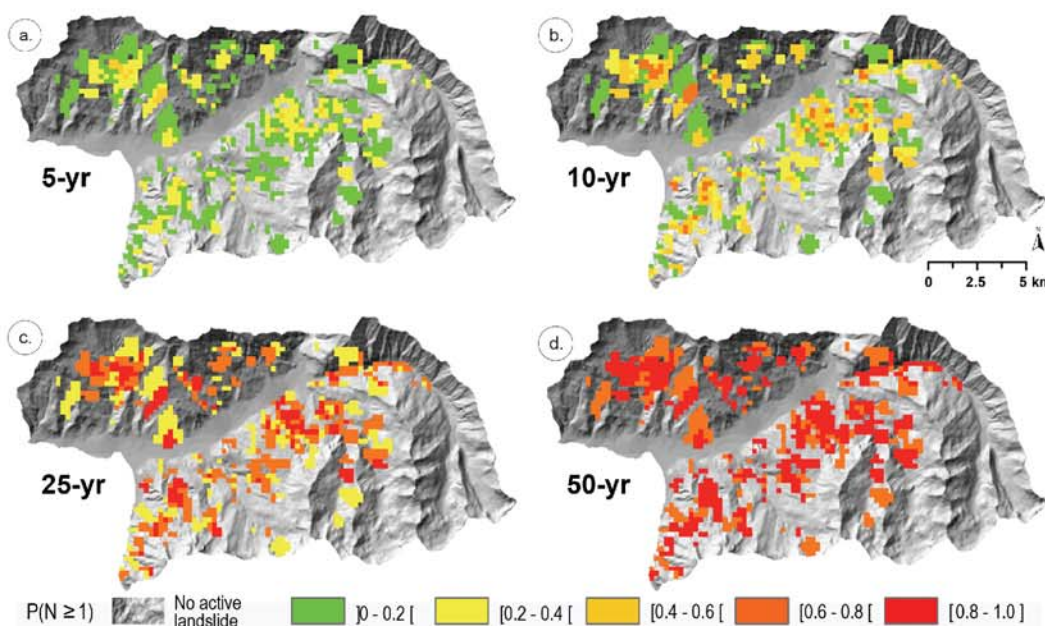 a.
b.
5-yr
10-yr
N
0 2.5 5 km
c.
d.
25-yr
50-yr
P(N ≥ 1) No active landslide ]0 - 0.2 [ [0.2 - 0.4 [ [0.4 - 0.6 [ [0.6 - 0.8 [ [0.8 - 1.0 ]